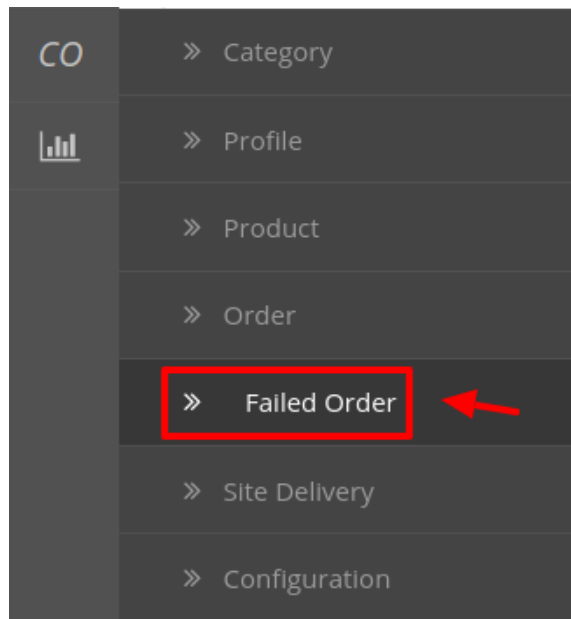 CO
Category
Profile
Product
Order
Failed Order
Site Delivery
Configuration